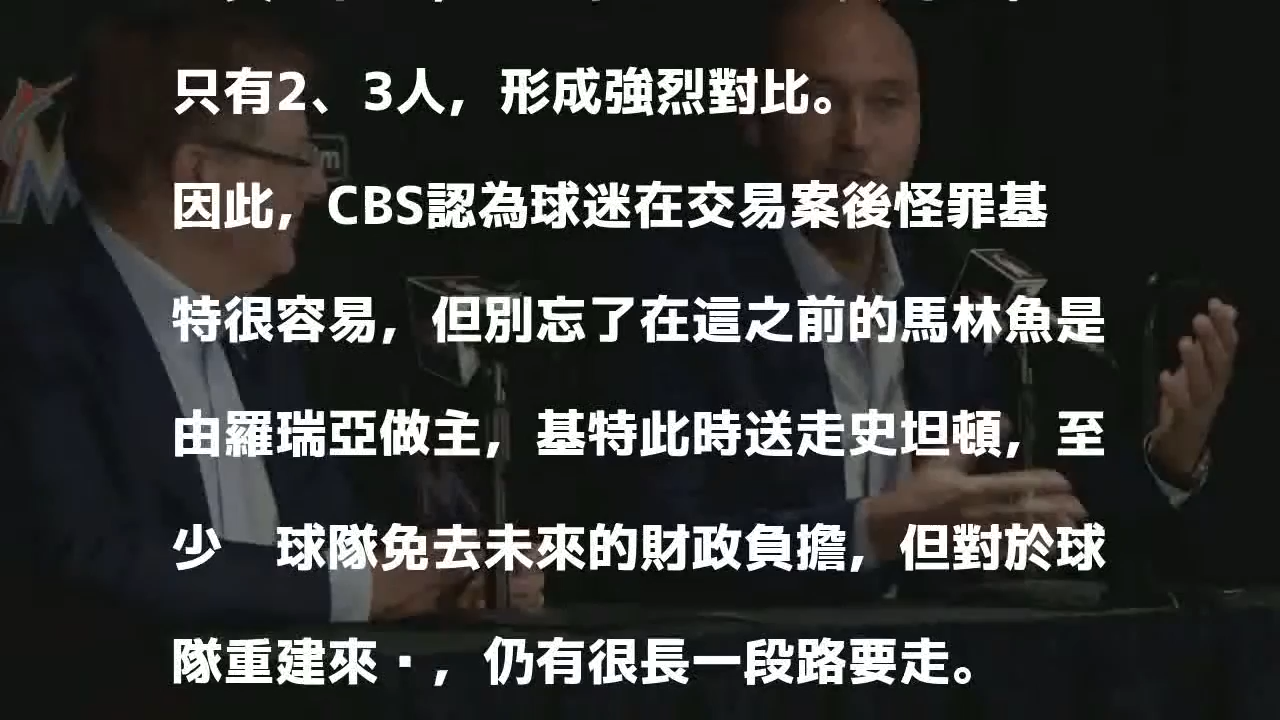 只有2、3人，形成強烈對比。
因此，CBS認為球迷在交易案後怪罪基
特很容易，但別忘了在這之前的馬林魚是
由羅瑞亞做主，基特此時送走史坦頓，至
少　球隊免去未來的財政負擔，但對於球
隊重建來·，仍有很長一段路要走。